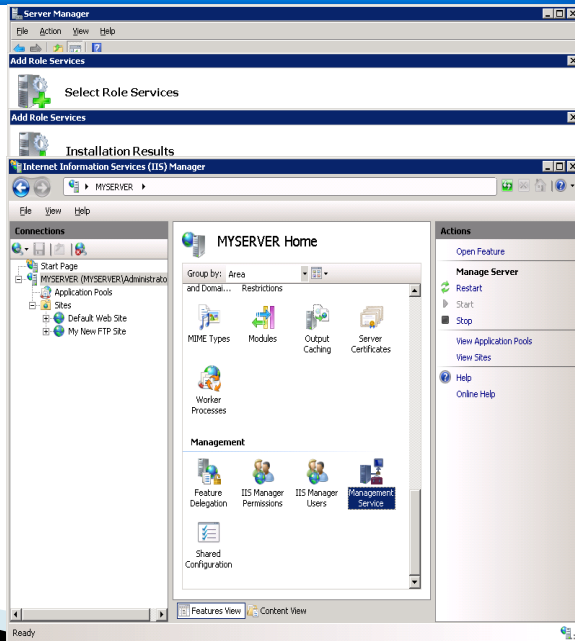 Server Manager
File Action View Help
Add Role Services
Select Role Services
Add Role Services
Installation Results
Internet Information Services (IIS) Manager
MYSERVER
File View Help
Connections
Start Page
MYSERVER (MYSERVER\Administrato
Application Pools
Sites
Default Web Site
My New FTP Site
MYSERVER Home
Group by: Area
and Domai... Restrictions
MIME Types Modules Output Caching Server Certificates
Worker Processes
Management
Feature Delegation IIS Manager Permissions IIS Manager Users Management Service
Shared Configuration
Features View Content View
Actions
Open Feature
Manage Server
Restart
Start
Stop
View Application Pools
View Sites
Help
Online Help
Ready